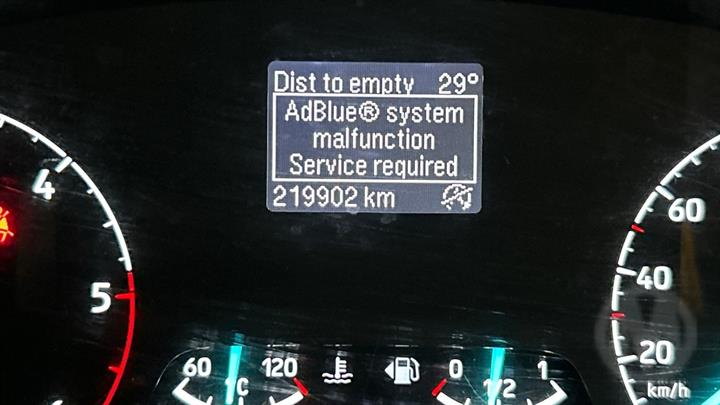 Dist to empty 29°
AdBlue® system
malfunction
Service required
219902 km
4
5
60
40
20
km/h
60 °C 120
0 1/2 1